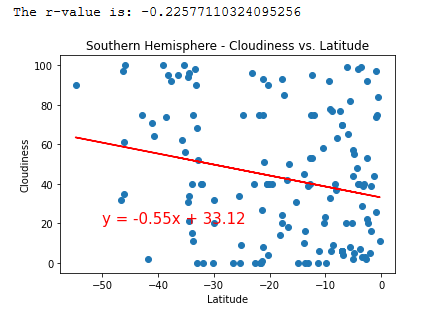 The r-value is: -0.22577110324095256
Southern Hemisphere - Cloudiness vs. Latitude
100
80
60
40
20
0
Cloudiness
y = -0.55x + 33.12
−50 −40 −30 −20 −10 0
Latitude